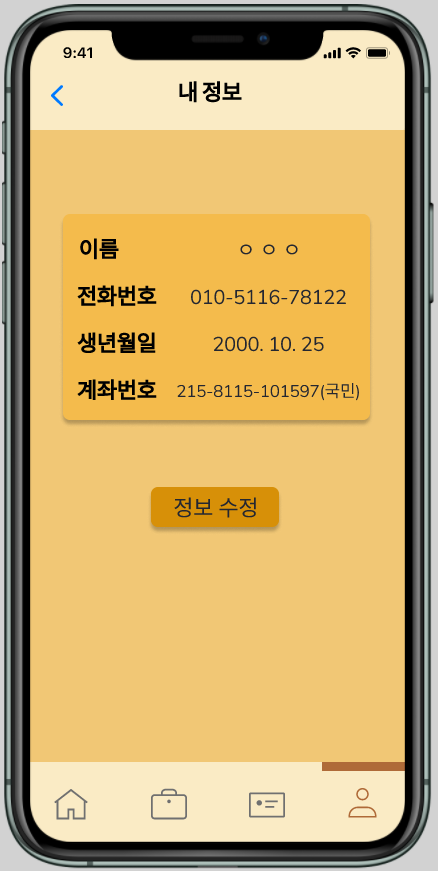 9:41
내 정보
이름 ㅇ ㅇ ㅇ
전화번호 010-5116-78122
생년월일 2000. 10. 25
계좌번호 215-8115-101597(국민)
정보 수정